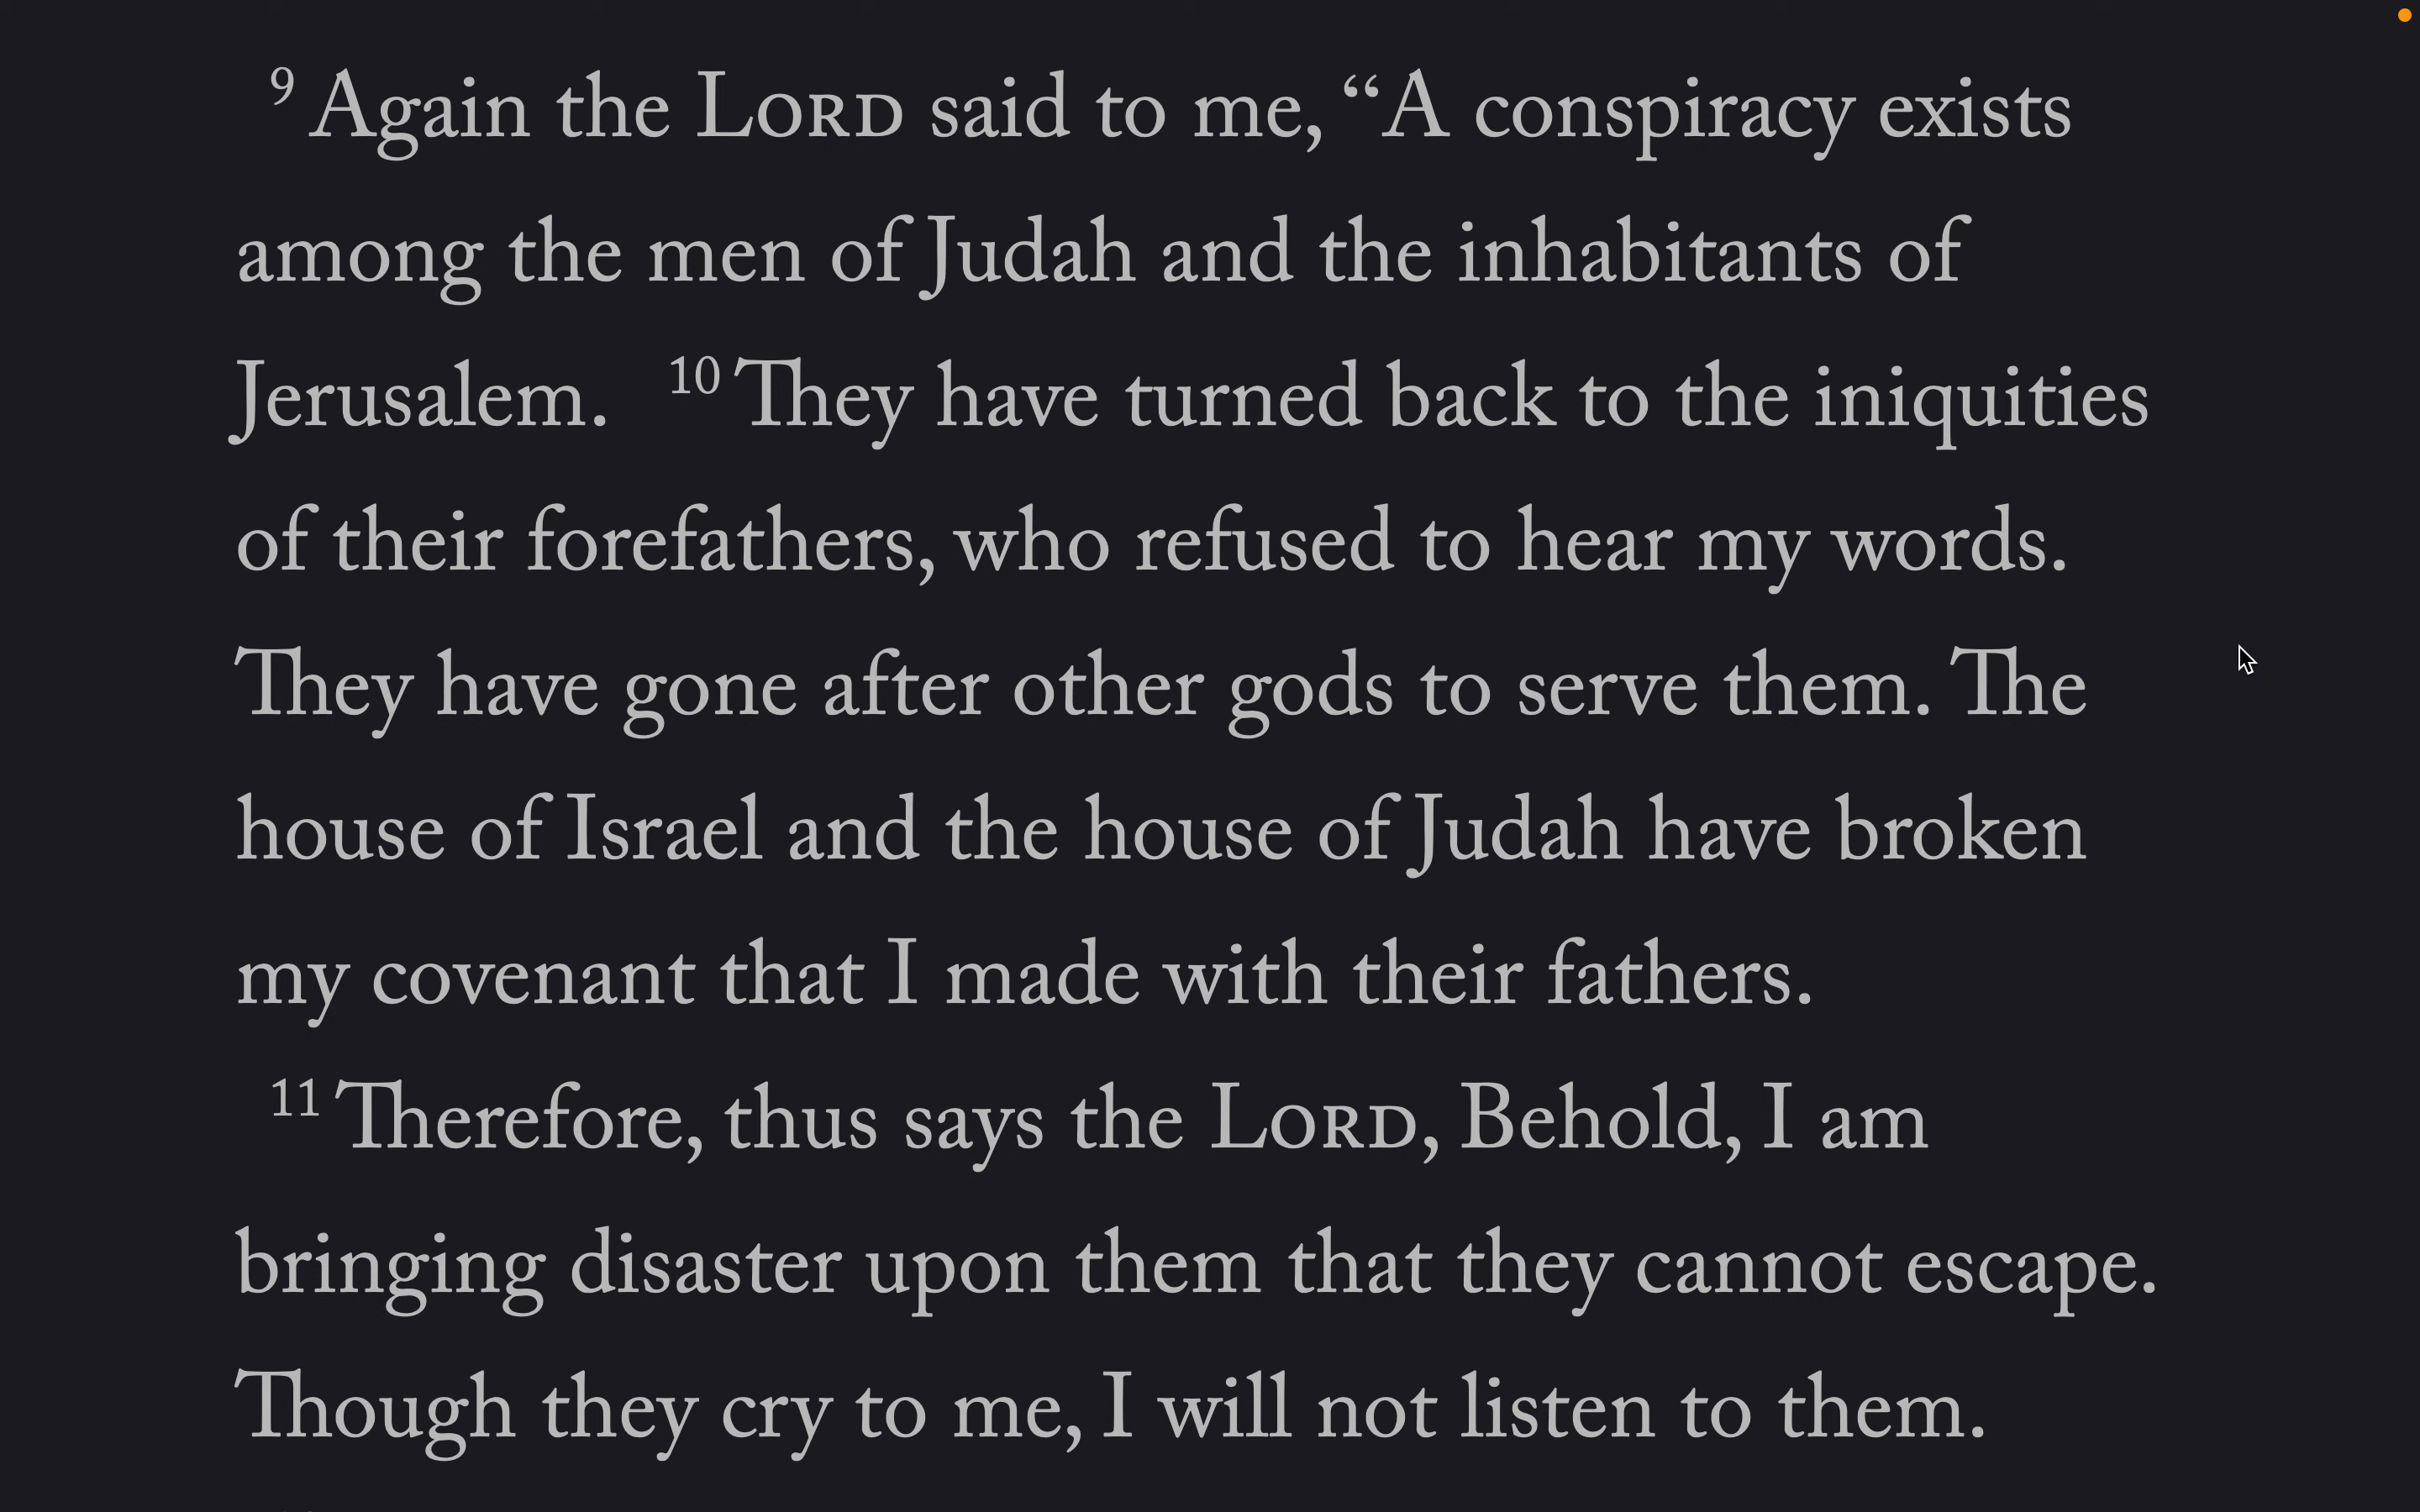 9 Again the LORD said to me, “A conspiracy exists
among the men of Judah and the inhabitants of
Jerusalem. 10 They have turned back to the iniquities
of their forefathers, who refused to hear my words.
They have gone after other gods to serve them. The
house of Israel and the house of Judah have broken
my covenant that I made with their fathers.
11 Therefore, thus says the LORD, Behold, I am
bringing disaster upon them that they cannot escape.
Though they cry to me, I will not listen to them.